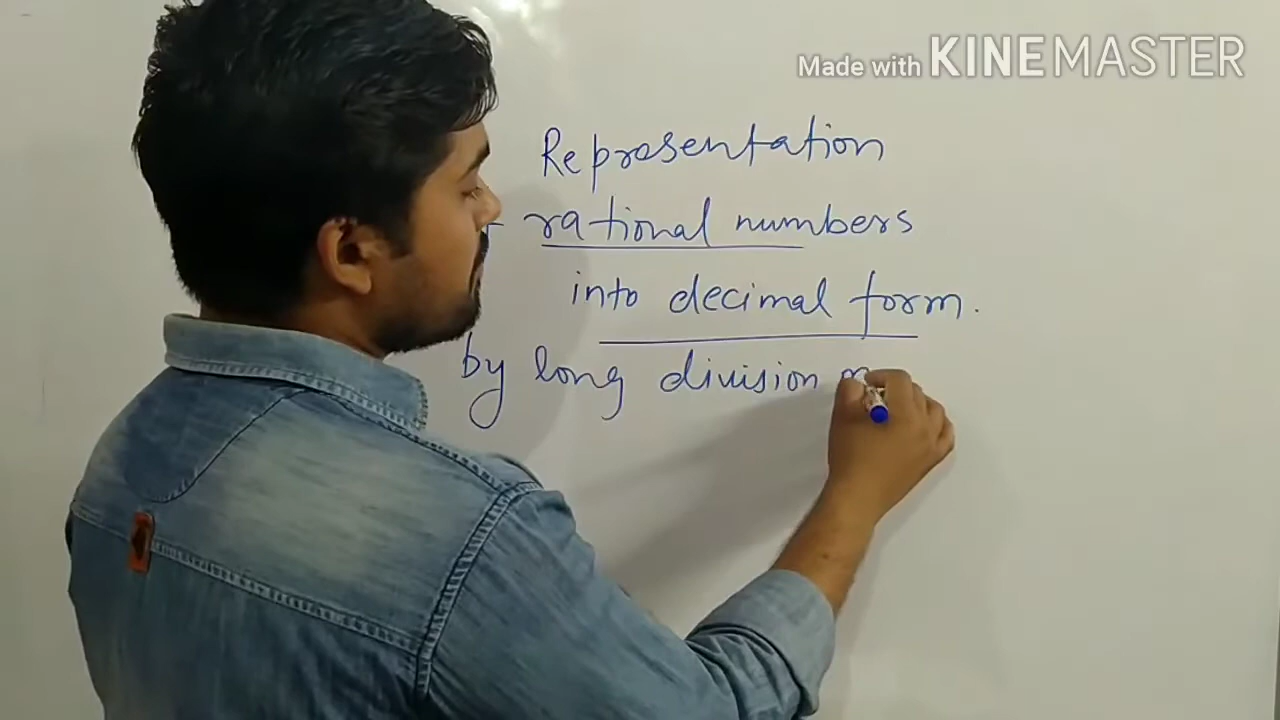 Made with KINEMASTER
Representation
rational numbers
into decimal form.
by long division m